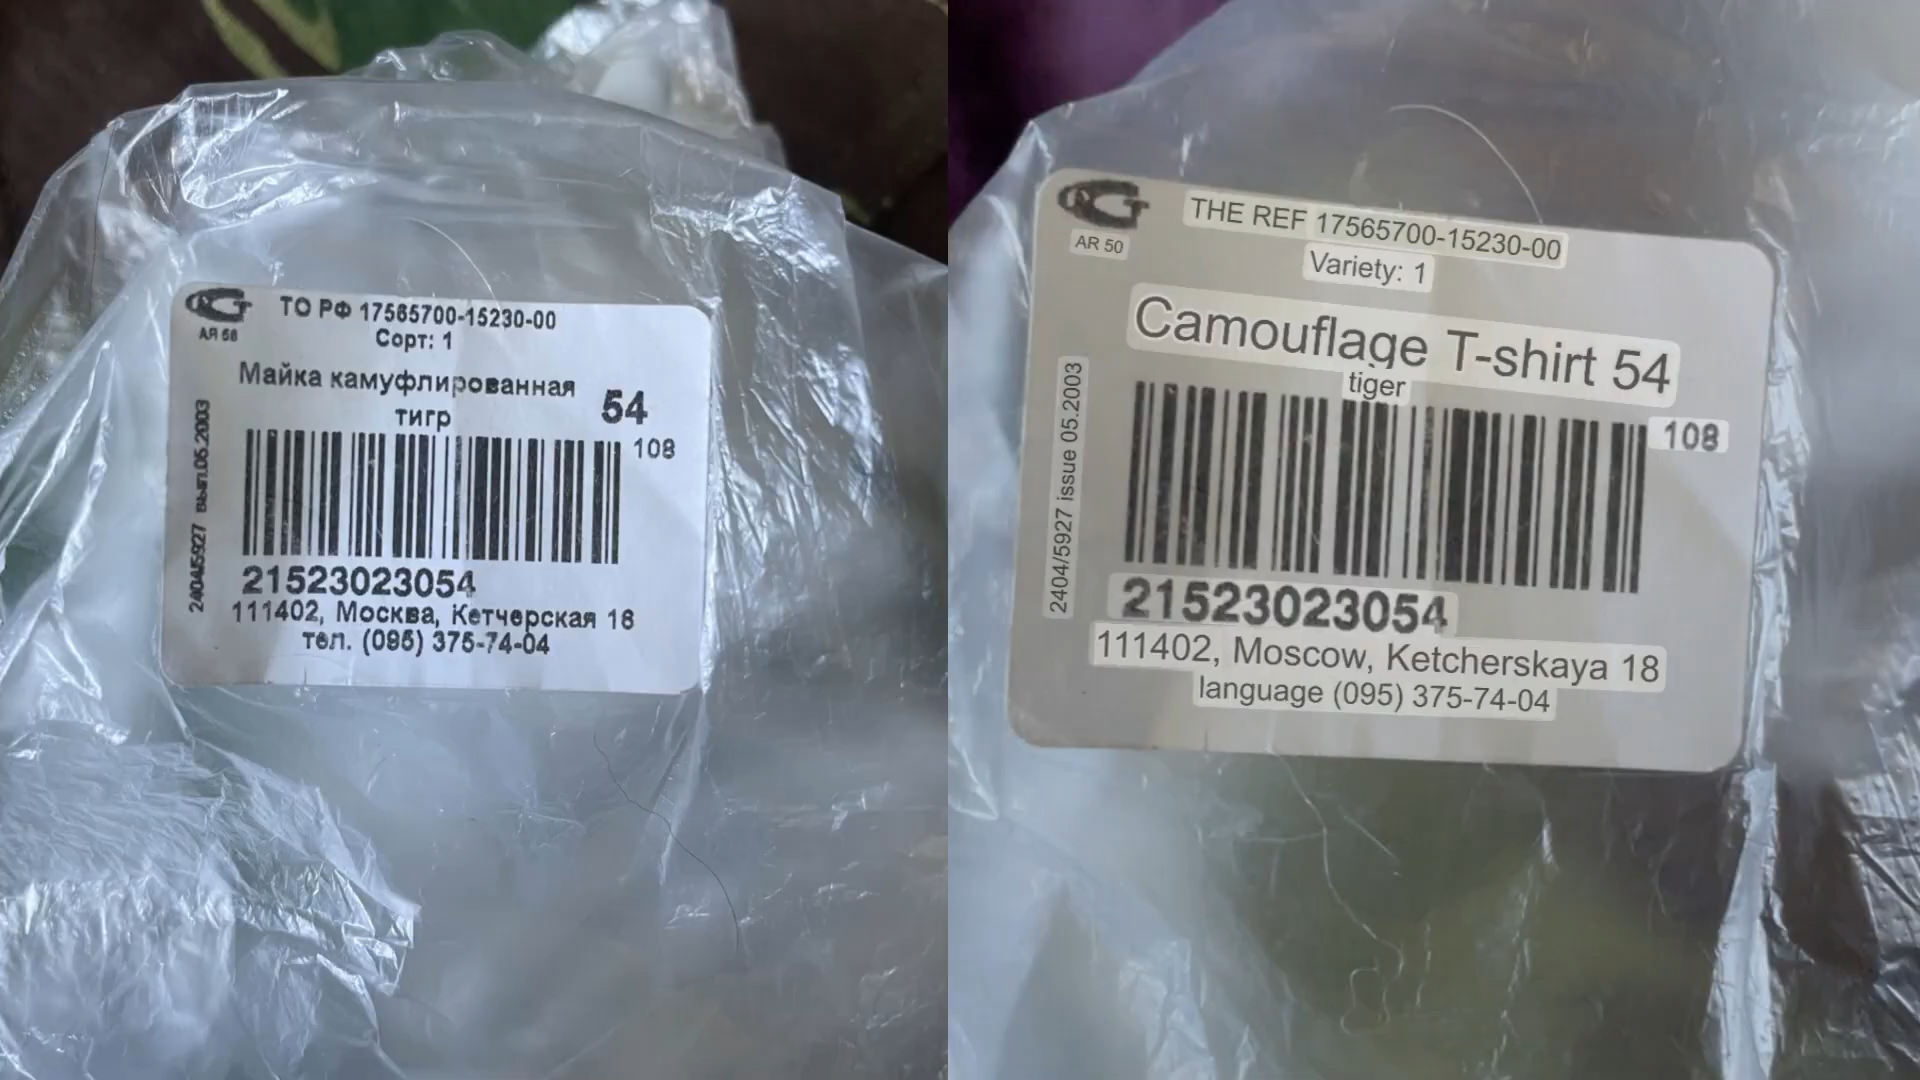 ТО РФ 17565700-15230-00
Сорт: 1
Майка камуфлированная
тигр
54
108
2404/5927 вып.05.2003
21523023054
111402, Москва, Кетчерская 18
тел. (095) 375-74-04
THE REF 17565700-15230-00
AR 50
Variety: 1
Camouflage T-shirt 54
tiger
108
2404/5927 issue 05.2003
21523023054
111402, Moscow, Ketcherskaya 18
language (095) 375-74-04